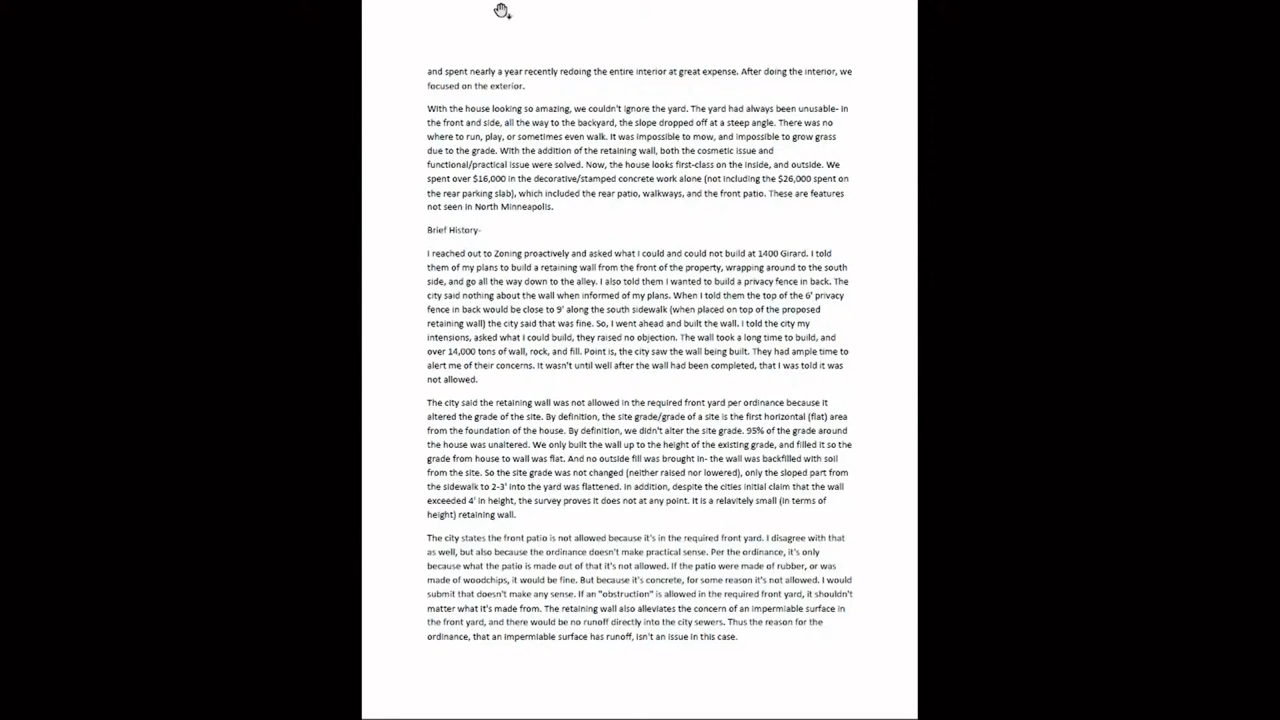 and spent nearly a year recently redoing the entire interior at great expense. After doing the interior, we
focused on the exterior.
With the house looking so amazing, we couldn't ignore the yard. The yard had always been unusable- in
the front and side, all the way to the backyard, the slope dropped off at a steep angle. There was no
where to run, play, or sometimes even walk. It was impossible to mow, and impossible to grow grass
due to the grade. With the addition of the retaining wall, both the cosmetic issue and
functional/practical issue were solved. Now, the house looks first-class on the inside, and outside. We
spent over $16,000 in the decorative/stamped concrete work alone (not including the $26,000 spent on
the rear parking slab), which included the rear patio, walkways, and the front patio. These are features
not seen in North Minneapolis.
Brief History-
I reached out to Zoning proactively and asked what I could and could not build at 1400 Girard. I told
them of my plans to build a retaining wall from the front of the property, wrapping around to the south
side, and go all the way down to the alley. I also told them I wanted to build a privacy fence in back. The
city said nothing about the wall when informed of my plans. When I told them the top of the 6' privacy
fence in back would be close to 9' along the south sidewalk (when placed on top of the proposed
retaining wall) the city said that was fine. So, I went ahead and built the wall. I told the city my
intensions, asked what I could build, they raised no objection. The wall took a long time to build, and
over 14,000 tons of wall, rock, and fill. Point is, the city saw the wall being built. They had ample time to
alert me of their concerns. It wasn't until well after the wall had been completed, that I was told it was
not allowed.
The city said the retaining wall was not allowed in the required front yard per ordinance because it
altered the grade of the site. By definition, the site grade/grade of a site is the first horizontal (flat) area
from the foundation of the house. By definition, we didn't alter the site grade. 95% of the grade around
the house was unaltered. We only built the wall up to the height of the existing grade, and filled it so the
grade from house to wall was flat. And no outside fill was brought in- the wall was backfilled with soil
from the site. So the site grade was not changed (neither raised nor lowered), only the sloped part from
the sidewalk to 2-3' into the yard was flattened. In addition, despite the cities initial claim that the wall
exceeded 4' in height, the survey proves it does not at any point. It is a relavitely small (in terms of
height) retaining wall.
The city states the front patio is not allowed because it's in the required front yard. I disagree with that
as well, but also because the ordinance doesn't make practical sense. Per the ordinance, it's only
because what the patio is made out of that it's not allowed. If the patio were made of rubber, or was
made of woodchips, it would be fine. But because it's concrete, for some reason it's not allowed. I would
submit that doesn't make any sense. If an "obstruction" is allowed in the required front yard, it shouldn't
matter what it's made from. The retaining wall also alleviates the concern of an impermiable surface in
the front yard, and there would be no runoff directly into the city sewers. Thus the reason for the
ordinance, that an impermiable surface has runoff, isn't an issue in this case.